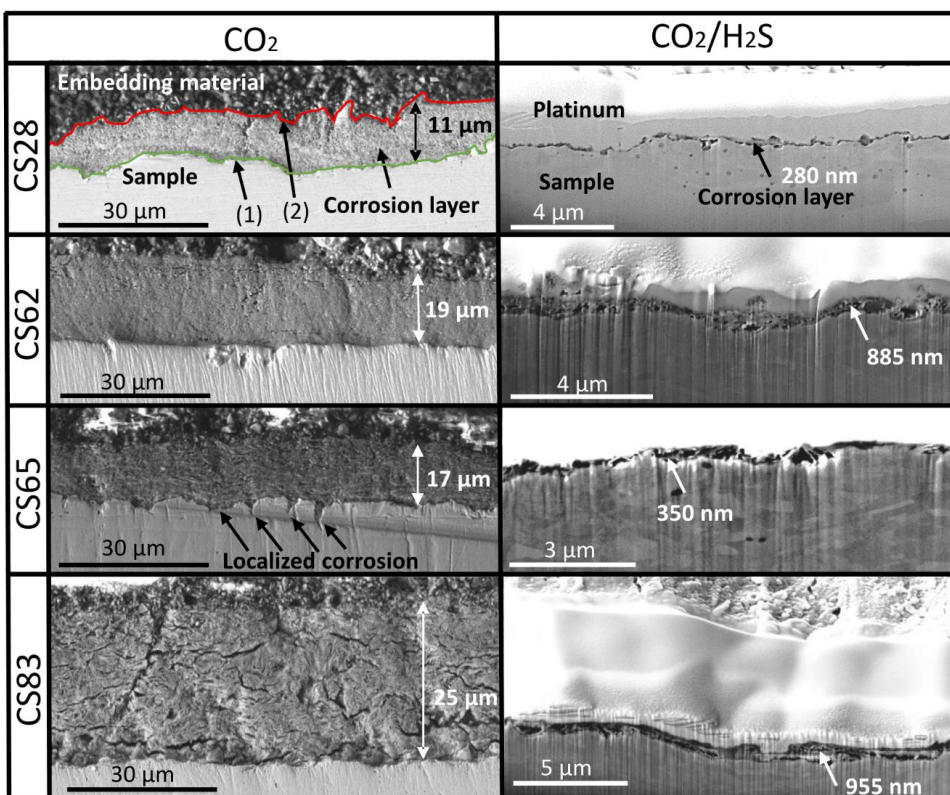 CO₂
CO₂/H₂S
CS28
Embedding material
11 µm
Sample
(1)
(2)
Corrosion layer
30 µm
Platinum
280 nm
Sample
Corrosion layer
4 µm
CS62
19 µm
30 µm
885 nm
4 µm
CS65
17 µm
Localized corrosion
30 µm
350 nm
3 µm
CS83
25 µm
30 µm
5 µm
955 nm